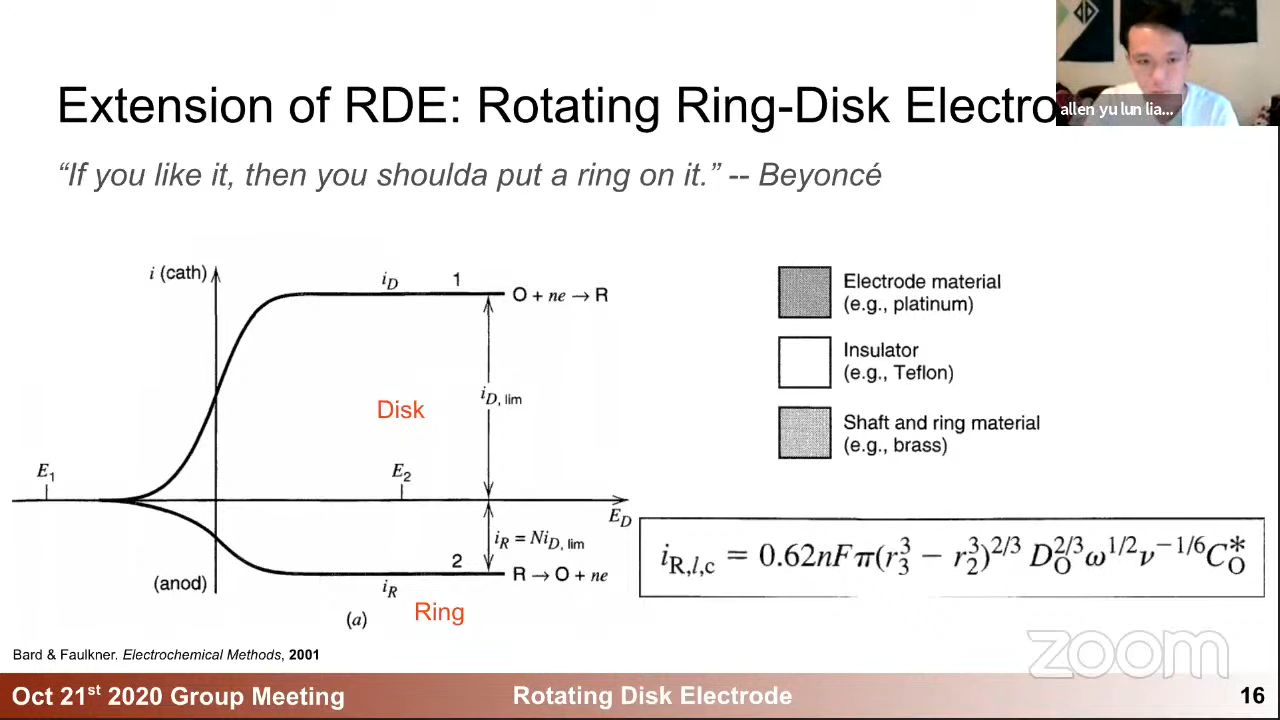 Extension of RDE: Rotating Ring-Disk Electro
allen yu lun lia...
“If you like it, then you shoulda put a ring on it.” -- Beyoncé
i (cath)
i_D
1
O + ne → R
Disk
i_D, lim
E_1
E_2
E_D
i_R = Ni_D, lim
2
R → O + ne
(anod)
i_R
Ring
(a)
Electrode material
(e.g., platinum)
Insulator
(e.g., Teflon)
Shaft and ring material
(e.g., brass)
i_R,l,c = 0.62nFπ(r_3^3 − r_2^3)^2/3 D_O^2/3 ω^1/2 ν^−1/6 C_O^*
zoom
Bard & Faulkner. Electrochemical Methods, 2001
Oct 21st 2020 Group Meeting
Rotating Disk Electrode
16